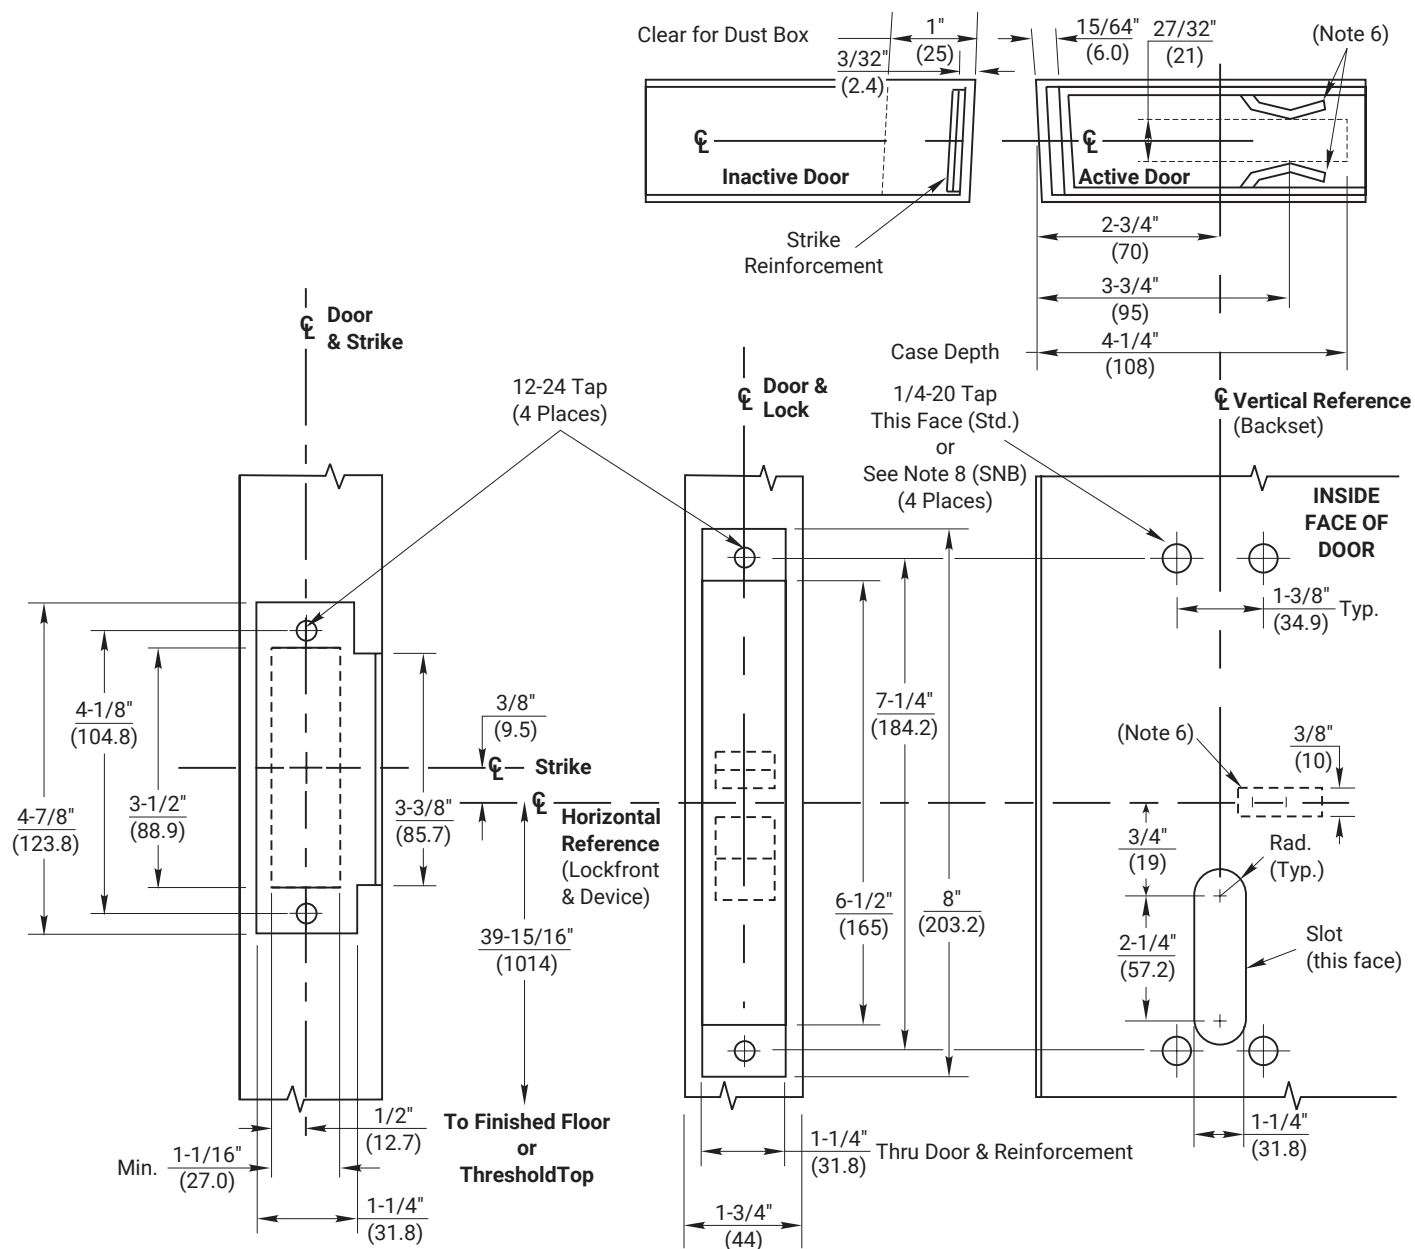 Clear for Dust Box
1"
(25)
3/32"
(2.4)
15/64"
(6.0)
27/32"
(21)
(Note 6)
℄
Inactive Door
℄
Active Door
Strike
Reinforcement
2-3/4"
(70)
3-3/4"
(95)
Case Depth
4-1/4"
(108)
℄ Door
& Strike
12-24 Tap
(4 Places)
℄ Door &
Lock
1/4-20 Tap
This Face (Std.)
or
See Note 8 (SNB)
(4 Places)
℄ Vertical Reference
(Backset)
INSIDE
FACE OF
DOOR
1-3/8"
(34.9)
Typ.
4-7/8"
(123.8)
4-1/8"
(104.8)
3-1/2"
(88.9)
3-3/8"
(85.7)
3/8"
(9.5)
℄ Strike
℄
Horizontal
Reference
(Lockfront
& Device)
39-15/16"
(1014)
To Finished Floor
or
ThresholdTop
7-1/4"
(184.2)
6-1/2"
(165)
8"
(203.2)
(Note 6)
3/8"
(10)
3/4"
(19)
Rad.
(Typ.)
2-1/4"
(57.2)
Slot
(this face)
1/2"
(12.7)
Min.
1-1/16"
(27.0)
1-1/4"
(31.8)
1-1/4"
(31.8)
Thru Door & Reinforcement
1-3/4"
(44)
1-1/4"
(31.8)